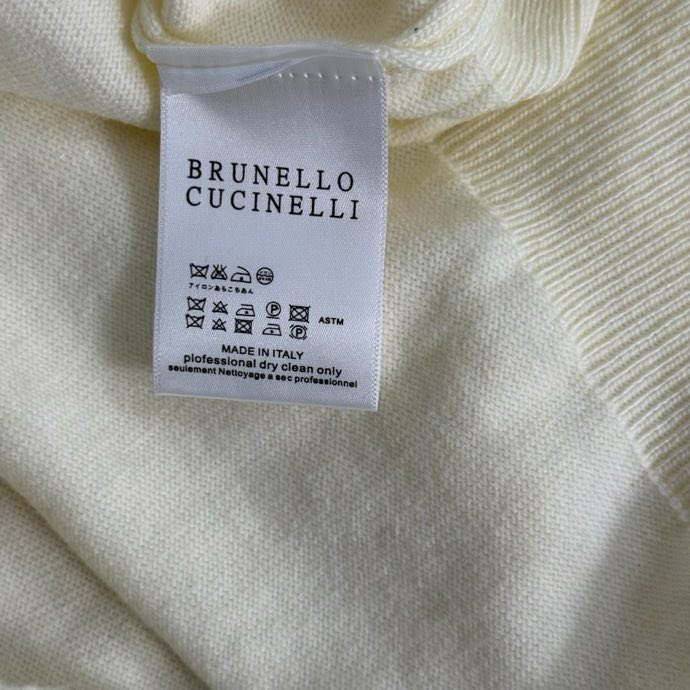 BRUNELLO
CUCINELLI
アイロンあらこちあん
ASTM
MADE IN ITALY
plofessional dry clean only
seulement Nettoyage a sec professionnel